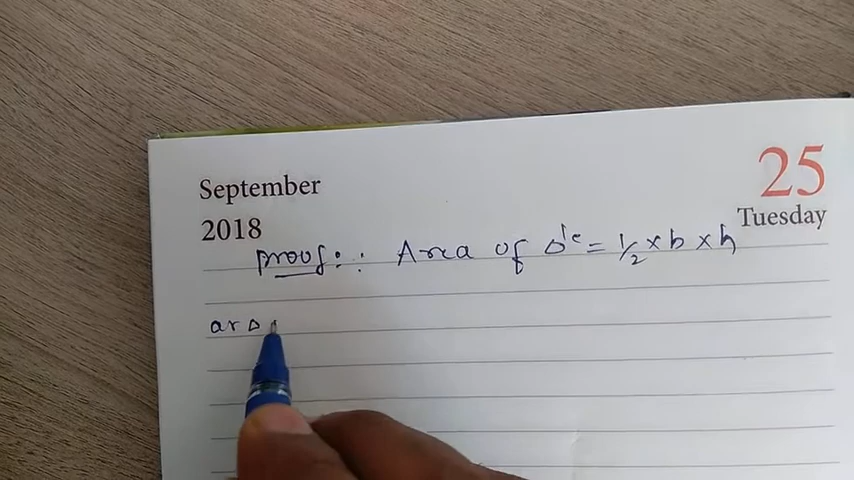 September
25
2018
Tuesday
proof:: Area of Δle = 1/2 × b × h
ar Δ